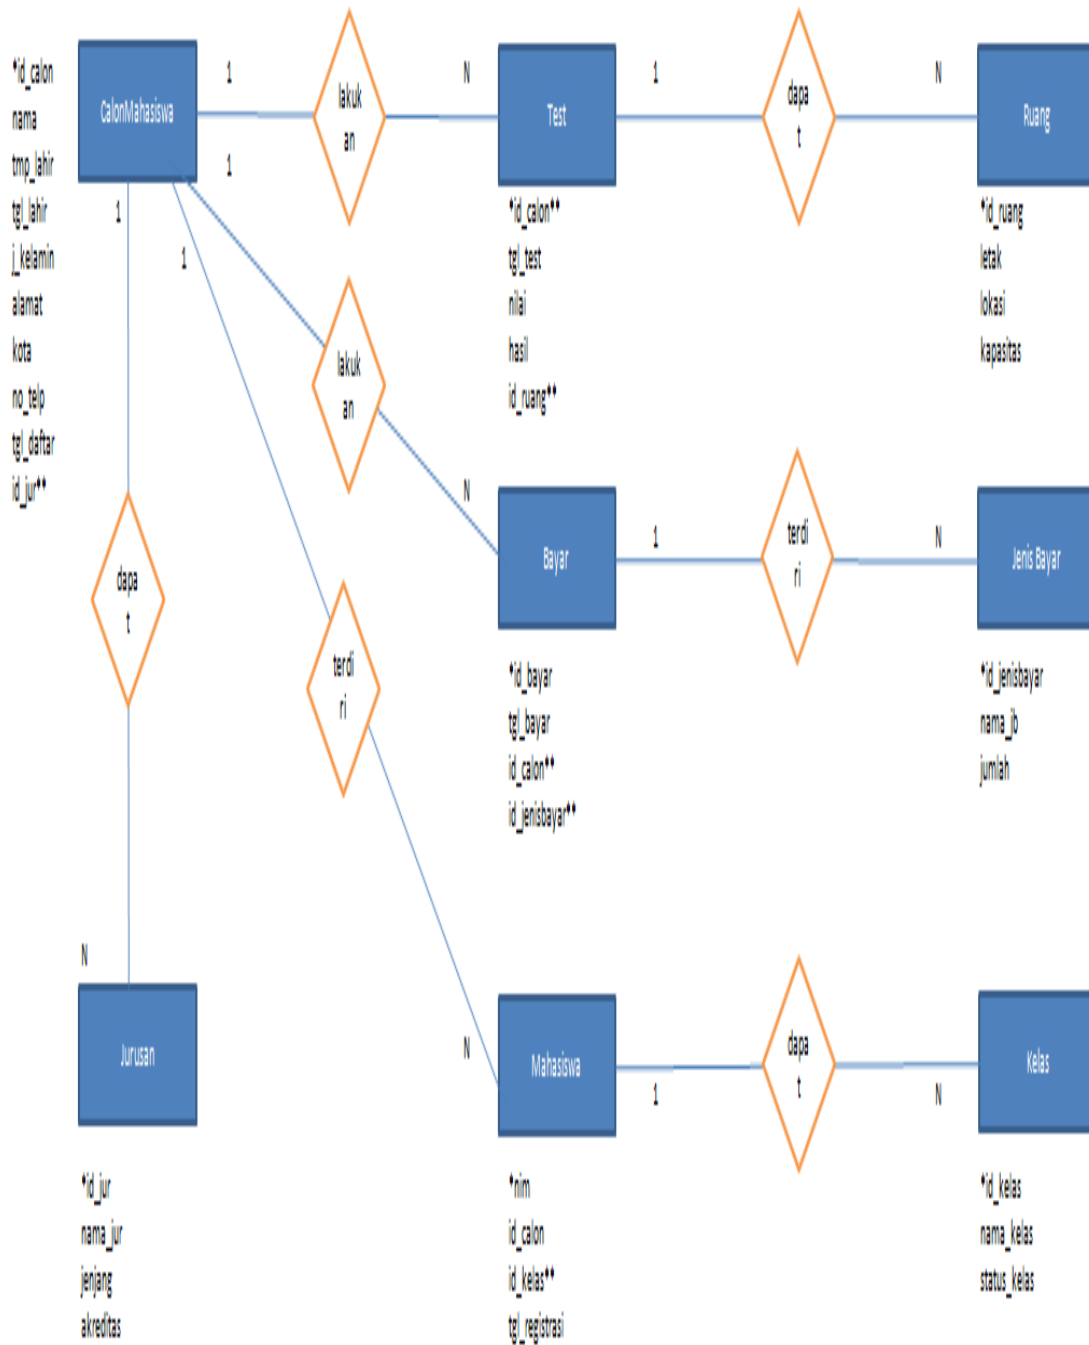 *id_calon
nama
tmp_lahir
tgl_lahir
j_kelamin
alamat
kota
no_telp
tgl_daftar
id_jur**
CalonMahasiswa
1
lakuk
an
N
Test
1
dapa
t
N
Ruang
1
1
1
*id_calon**
tgl_test
nilai
hasil
id_ruang**
*id_ruang
letak
lokasi
kapasitas
lakuk
an
N
Bayar
1
terdi
ri
N
Jenis Bayar
*id_bayar
tgl_bayar
id_calon**
id_jenisbayar**
*id_jenisbayar
nama_jb
jumlah
dapa
t
terdi
ri
N
Jurusan
*id_jur
nama_jur
jenjang
akreditas
N
Mahasiswa
1
dapa
t
N
Kelas
*nim
id_calon
id_kelas**
tgl_registrasi
*id_kelas
nama_kelas
status_kelas